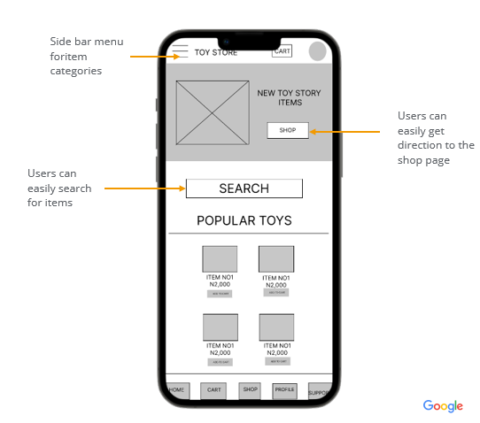 Side bar menu
foritem
categories
TOY STORE
CART
NEW TOY STORY
ITEMS
SHOP
Users can
easily get
direction to the
shop page
Users can
easily search
for items
SEARCH
POPULAR TOYS
ITEM NO1
N2,000
ITEM NO1
N2,000
ITEM NO1
N2,000
ITEM NO1
N2,000
HOME
CART
SHOP
PROFILE
SUPPO
Google